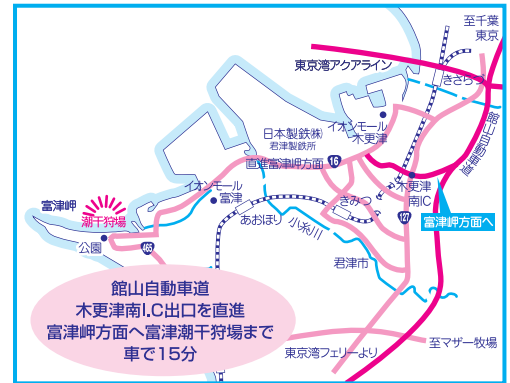 至千葉
東京
東京湾アクアライン
きさらづ
イオンモール
木更津
日本製鉄㈱
君津製鉄所
館山自動車道
直進富津岬方面
16
イオンモール
富津
きみつ
木更津
南IC
富津岬
潮干狩場
あおほり
小糸川
127
富津岬方面へ
公園
465
君津市
館山自動車道
木更津南I.C出口を直進
富津岬方面へ富津潮干狩場まで
車で15分
東京湾フェリーより
至マザー牧場